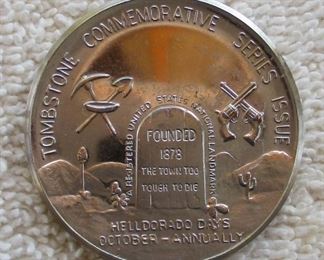 TOMBSTONE COMMEMORATIVE SERIES ISSUE
A REGISTERED UNITED STATES NATIONAL LANDMARK
FOUNDED
1878
THE TOWN TOO
TOUGH TO DIE
HELLDORADO DAYS
OCTOBER - ANNUALLY